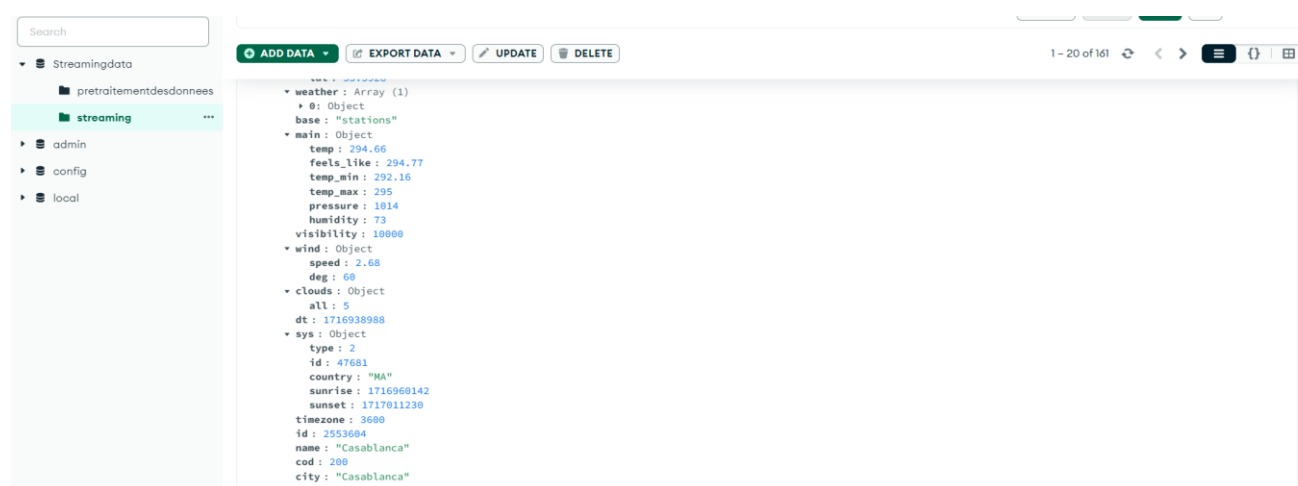 Search
Streamingdata
pretraitementdesdonnees
streaming
admin
config
local
ADD DATA
EXPORT DATA
UPDATE
DELETE
1 – 20 of 161
{}
weather : Array (1)
0: Object
base : "stations"
main : Object
temp : 294.66
feels_like : 294.77
temp_min : 292.16
temp_max : 295
pressure : 1014
humidity : 73
visibility : 10000
wind : Object
speed : 2.68
deg : 60
clouds : Object
all : 5
dt : 1716938988
sys : Object
type : 2
id : 47681
country : "MA"
sunrise : 1716960142
sunset : 1717011230
timezone : 3600
id : 2553604
name : "Casablanca"
cod : 200
city : "Casablanca"